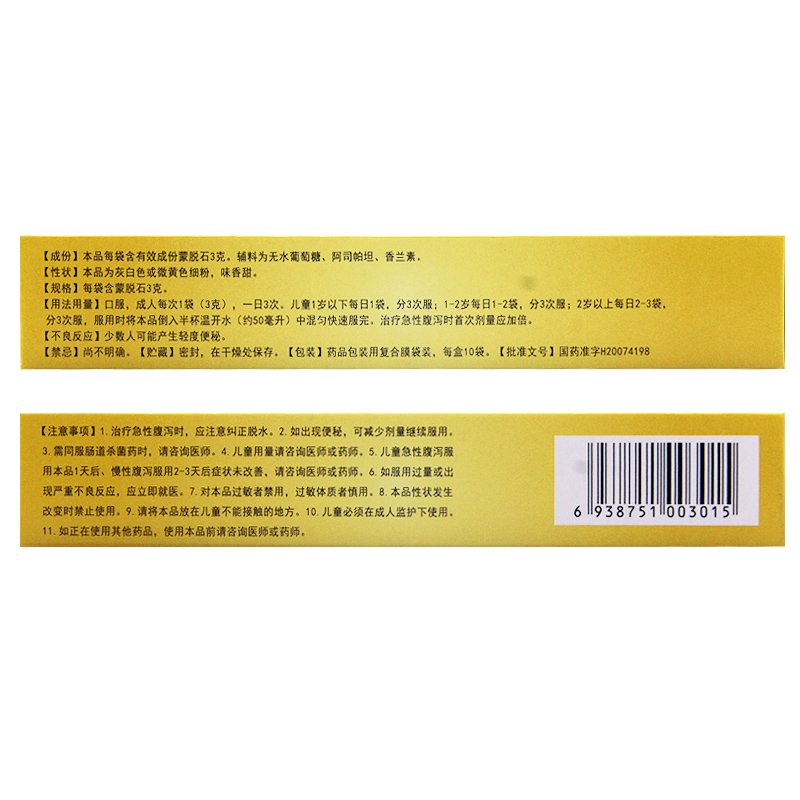 【成份】本品每袋含有效成份蒙脱石3克。辅料为无水葡萄糖、阿司帕坦、香兰素。
【性状】本品为灰白色或微黄色细粉，味香甜。
【规格】每袋含蒙脱石3克。
【用法用量】口服，成人每次1袋（3克），一日3次。儿童1岁以下每日1袋，分3次服；1-2岁每日1-2袋，分3次服；2岁以上每日2-3袋，
分3次服，服用时将本品倒入半杯温开水（约50毫升）中混匀快速服完。治疗急性腹泻时首次剂量应加倍。
【不良反应】少数人可能产生轻度便秘。
【禁忌】尚不明确。【贮藏】密封，在干燥处保存。【包装】药品包装用复合膜袋装，每盒10袋。【批准文号】国药准字H20074198
【注意事项】1.治疗急性腹泻时，应注意纠正脱水。2.如出现便秘，可减少剂量继续服用。
3.需同服肠道杀菌药时，请咨询医师。4.儿童用量请咨询医师或药师。5.儿童急性腹泻服
用本品1天后、慢性腹泻服用2-3天后症状未改善，请咨询医师或药师。6.如服用过量或出
现严重不良反应，应立即就医。7.对本品过敏者禁用，过敏体质者慎用。8.本品性状发生
改变时禁止使用。9.请将本品放在儿童不能接触的地方。10.儿童必须在成人监护下使用。
11.如正在使用其他药品，使用本品前请咨询医师或药师。
6 938751 003015